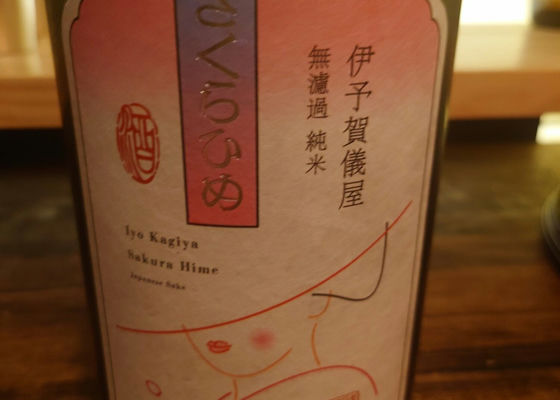 伊予賀儀屋
無濾過 純米
さくらひめ
酒
Iyo Kagiya
Sakura Hime
Japanese Sake